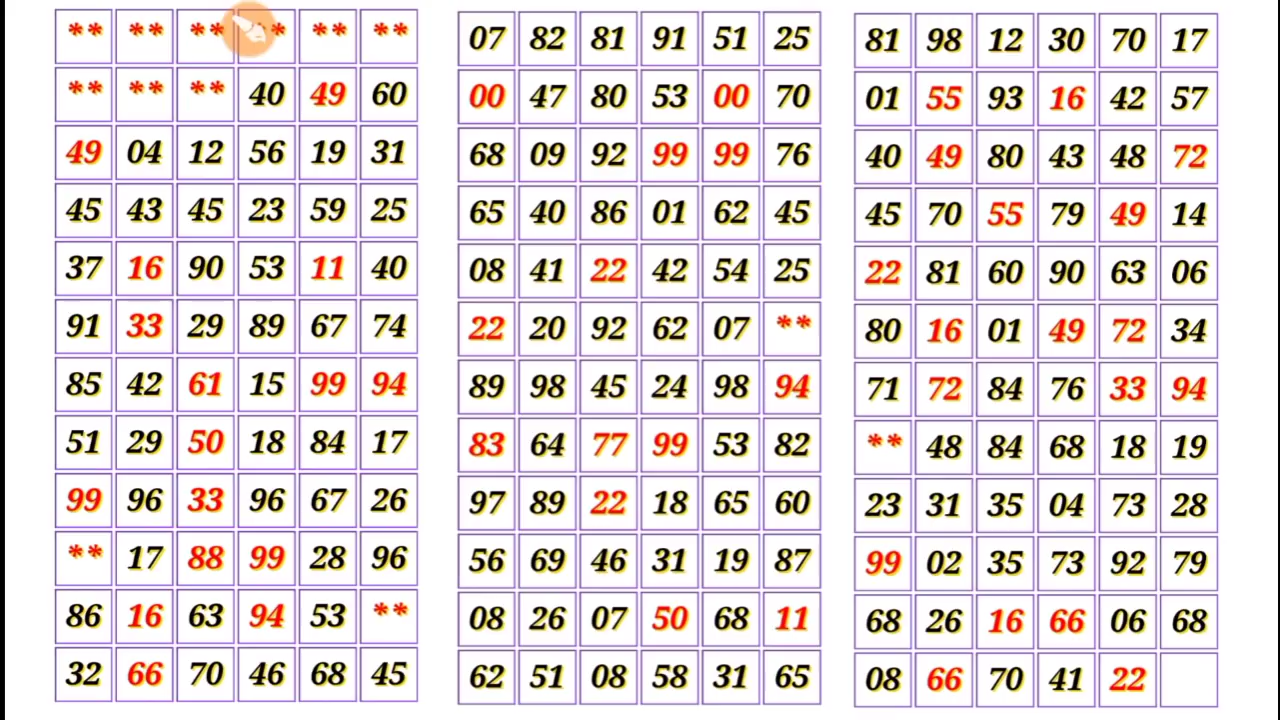 ** ** ** ** ** **
** ** ** 40 49 60
49 04 12 56 19 31
45 43 45 23 59 25
37 16 90 53 11 40
91 33 29 89 67 74
85 42 61 15 99 94
51 29 50 18 84 17
99 96 33 96 67 26
** 17 88 99 28 96
86 16 63 94 53 **
32 66 70 46 68 45
07 82 81 91 51 25
00 47 80 53 00 70
68 09 92 99 99 76
65 40 86 01 62 45
08 41 22 42 54 25
22 20 92 62 07 **
89 98 45 24 98 94
83 64 77 99 53 82
97 89 22 18 65 60
56 69 46 31 19 87
08 26 07 50 68 11
62 51 08 58 31 65
81 98 12 30 70 17
01 55 93 16 42 57
40 49 80 43 48 72
45 70 55 79 49 14
22 81 60 90 63 06
80 16 01 49 72 34
71 72 84 76 33 94
** 48 84 68 18 19
23 31 35 04 73 28
99 02 35 73 92 79
68 26 16 66 06 68
08 66 70 41 22